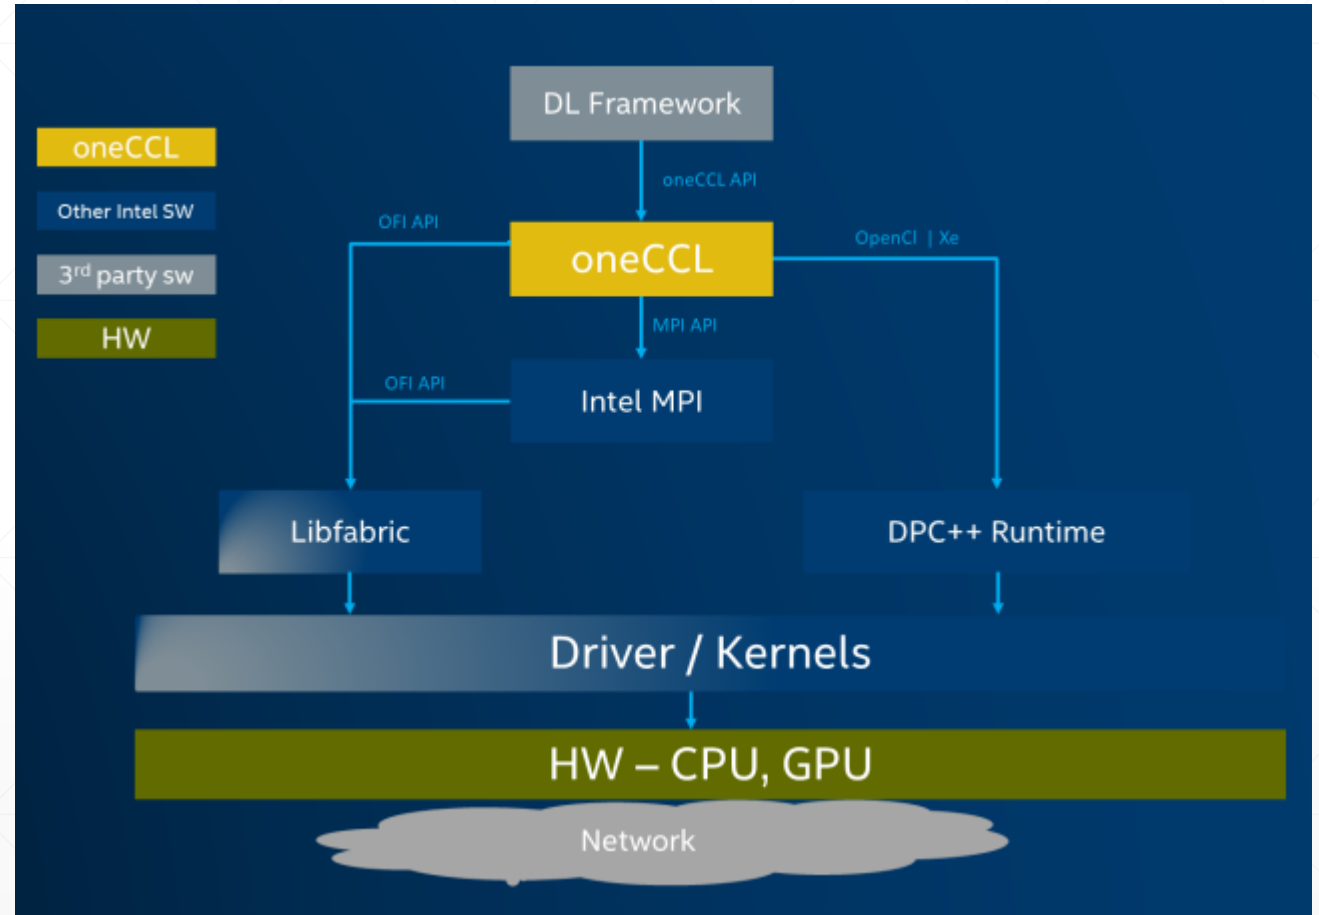 DL Framework
oneCCL
oneCCL API
Other Intel SW
OFI API
OpenCl | Xe
oneCCL
3rd party sw
HW
MPI API
OFI API
Intel MPI
Libfabric
DPC++ Runtime
Driver / Kernels
HW – CPU, GPU
Network